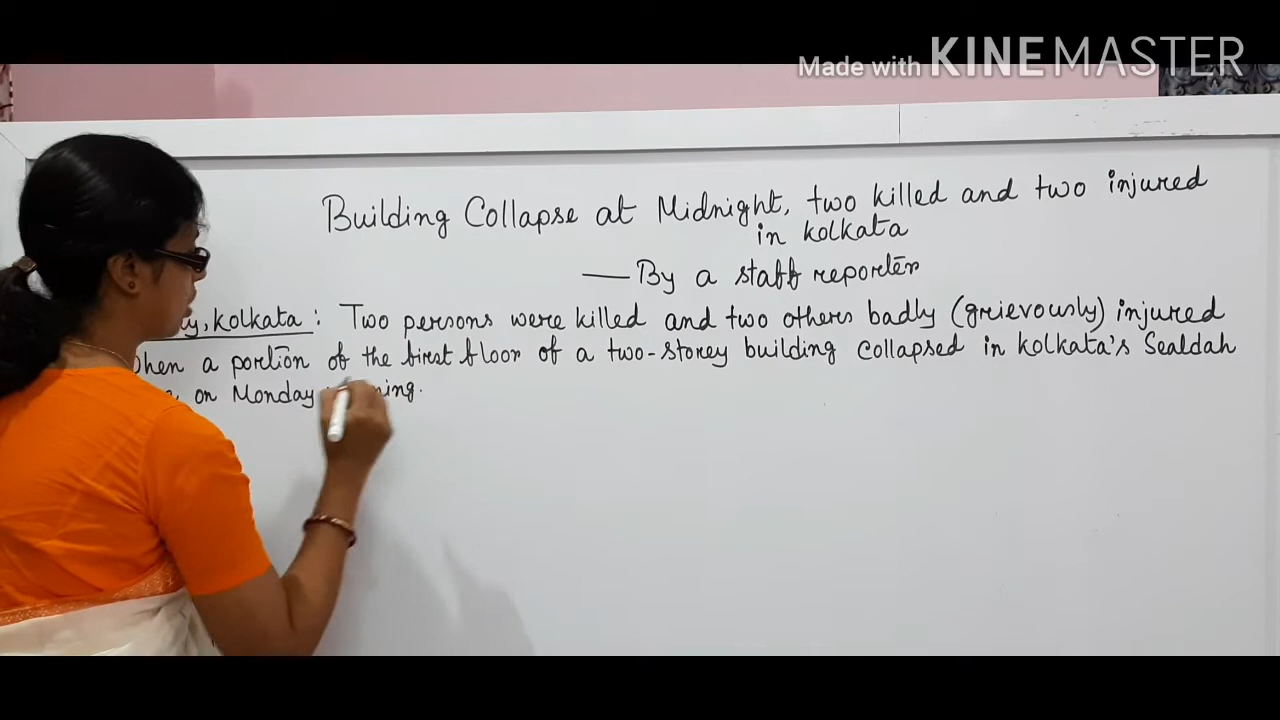 Made with KINEMASTER
Building Collapse at Midnight, two killed and two injured
in Kolkata
— By a staff reporter
Kolkata : Two persons were killed and two others badly (grievously) injured
when a portion of the first floor of a two-storey building collapsed in Kolkata's Sealdah
on Monday